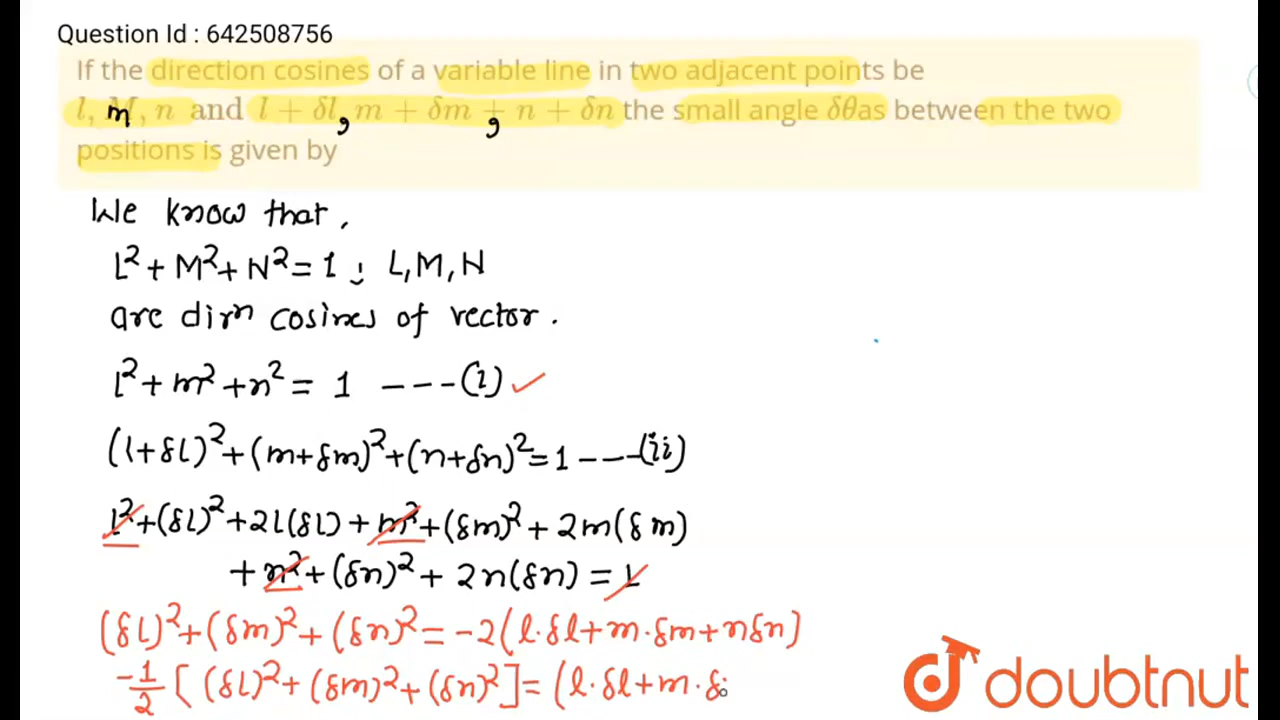 Question Id : 642508756
If the direction cosines of a variable line in two adjacent points be
l, m, n and l + δl, m + δm + n + δn the small angle δθas between the two
,
,
positions is given by
We know that,
L²+M²+N²=1; L,M,N
are dirⁿ cosines of vector.
l²+m²+n²= 1 ----(i) ✓
(l+δl)²+(m+δm)²+(n+δn)²=1----(ii)
l²+(δl)²+2l(δl)+m²+(δm)²+2m(δm)
+n²+(δn)²+2n(δn)=1
(δl)²+(δm)²+(δn)²=-2(l·δl+m·δm+nδn)
-1/2[(δl)²+(δm)²+(δn)²]=(l·δl+m·δ
doubtnut